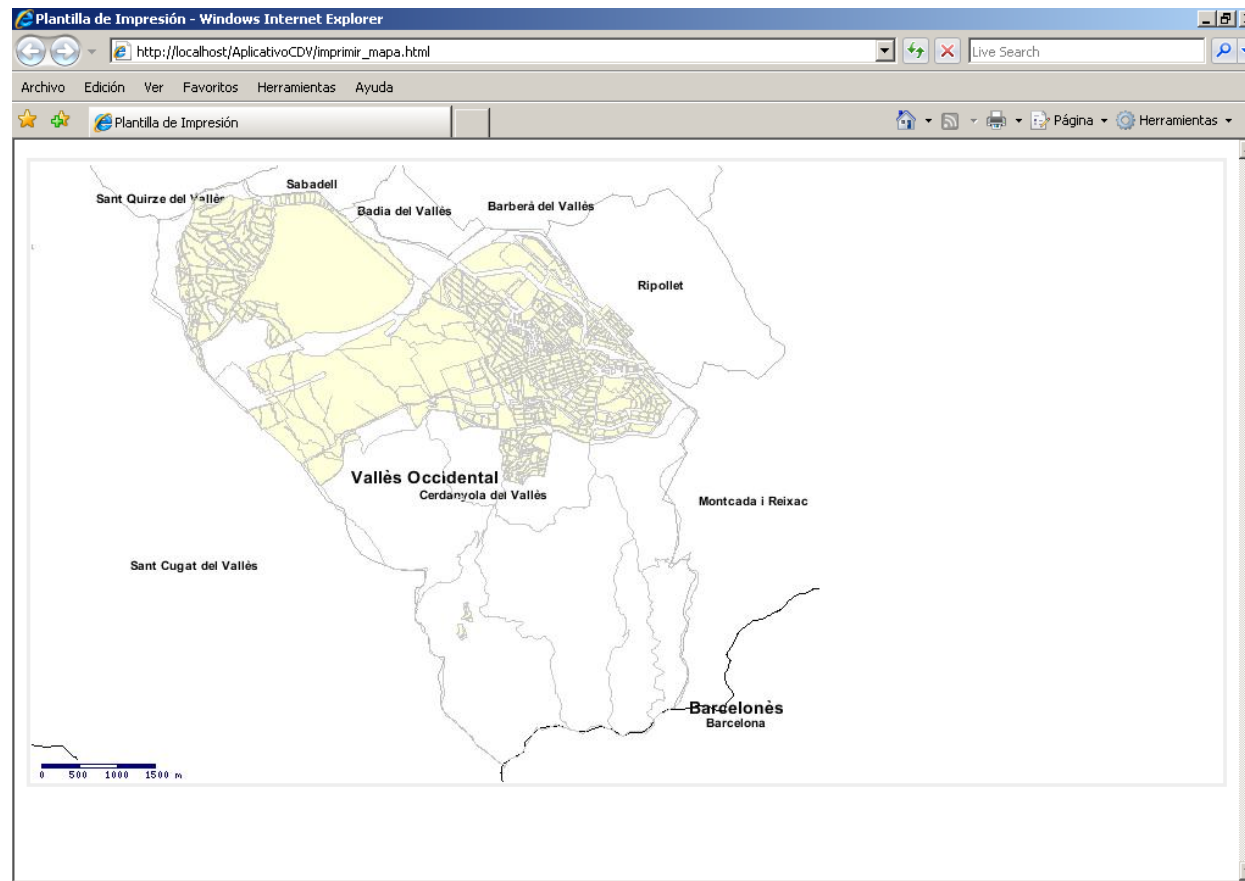 Plantilla de Impresión - Windows Internet Explorer
http://localhost/AplicativoCDV/imprimir_mapa.html
Live Search
Archivo Edición Ver Favoritos Herramientas Ayuda
Plantilla de Impresión
Página
Herramientas
Sabadell
Sant Quirze del Vallès
Badia del Vallés
Barberà del Vallès
Ripollet
Vallès Occidental
Cerdanyola del Vallès
Montcada i Reixac
Sant Cugat del Vallès
Barcelonès
Barcelona
0 500 1000 1500 m